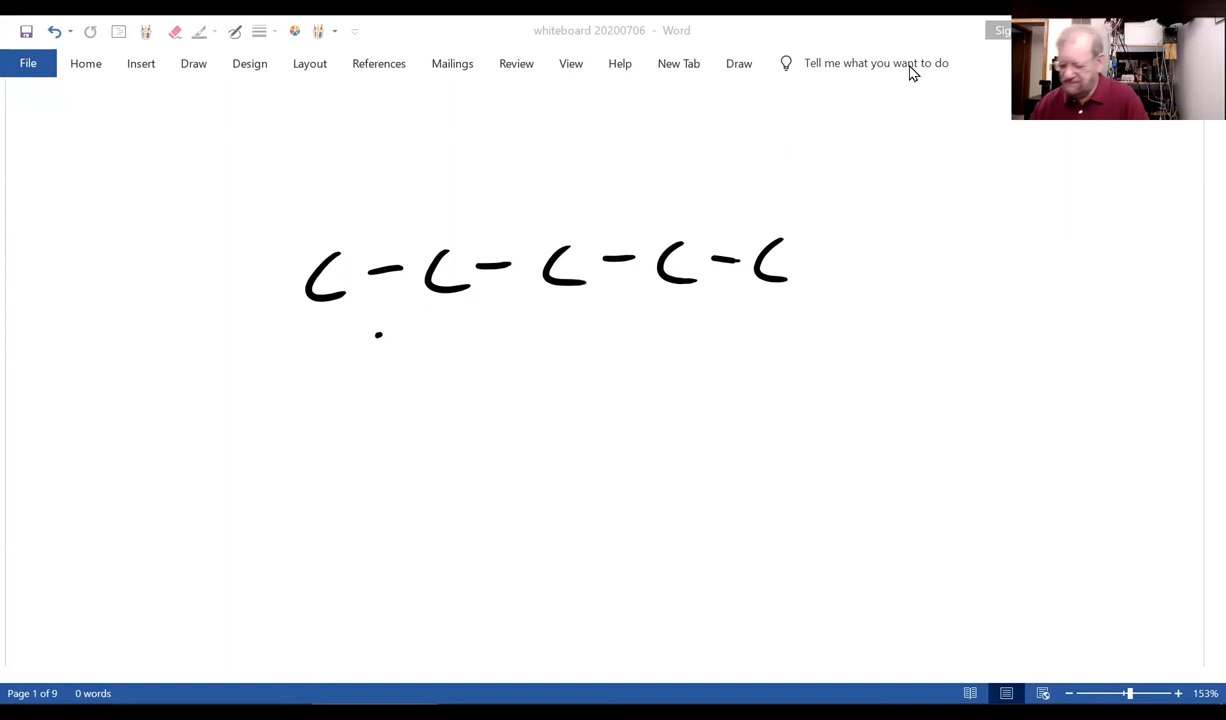 whiteboard 20200706 - Word
Sig
File Home Insert Draw Design Layout References Mailings Review View Help New Tab Draw Tell me what you want to do
C - C - C - C - C
Page 1 of 9 0 words 153%